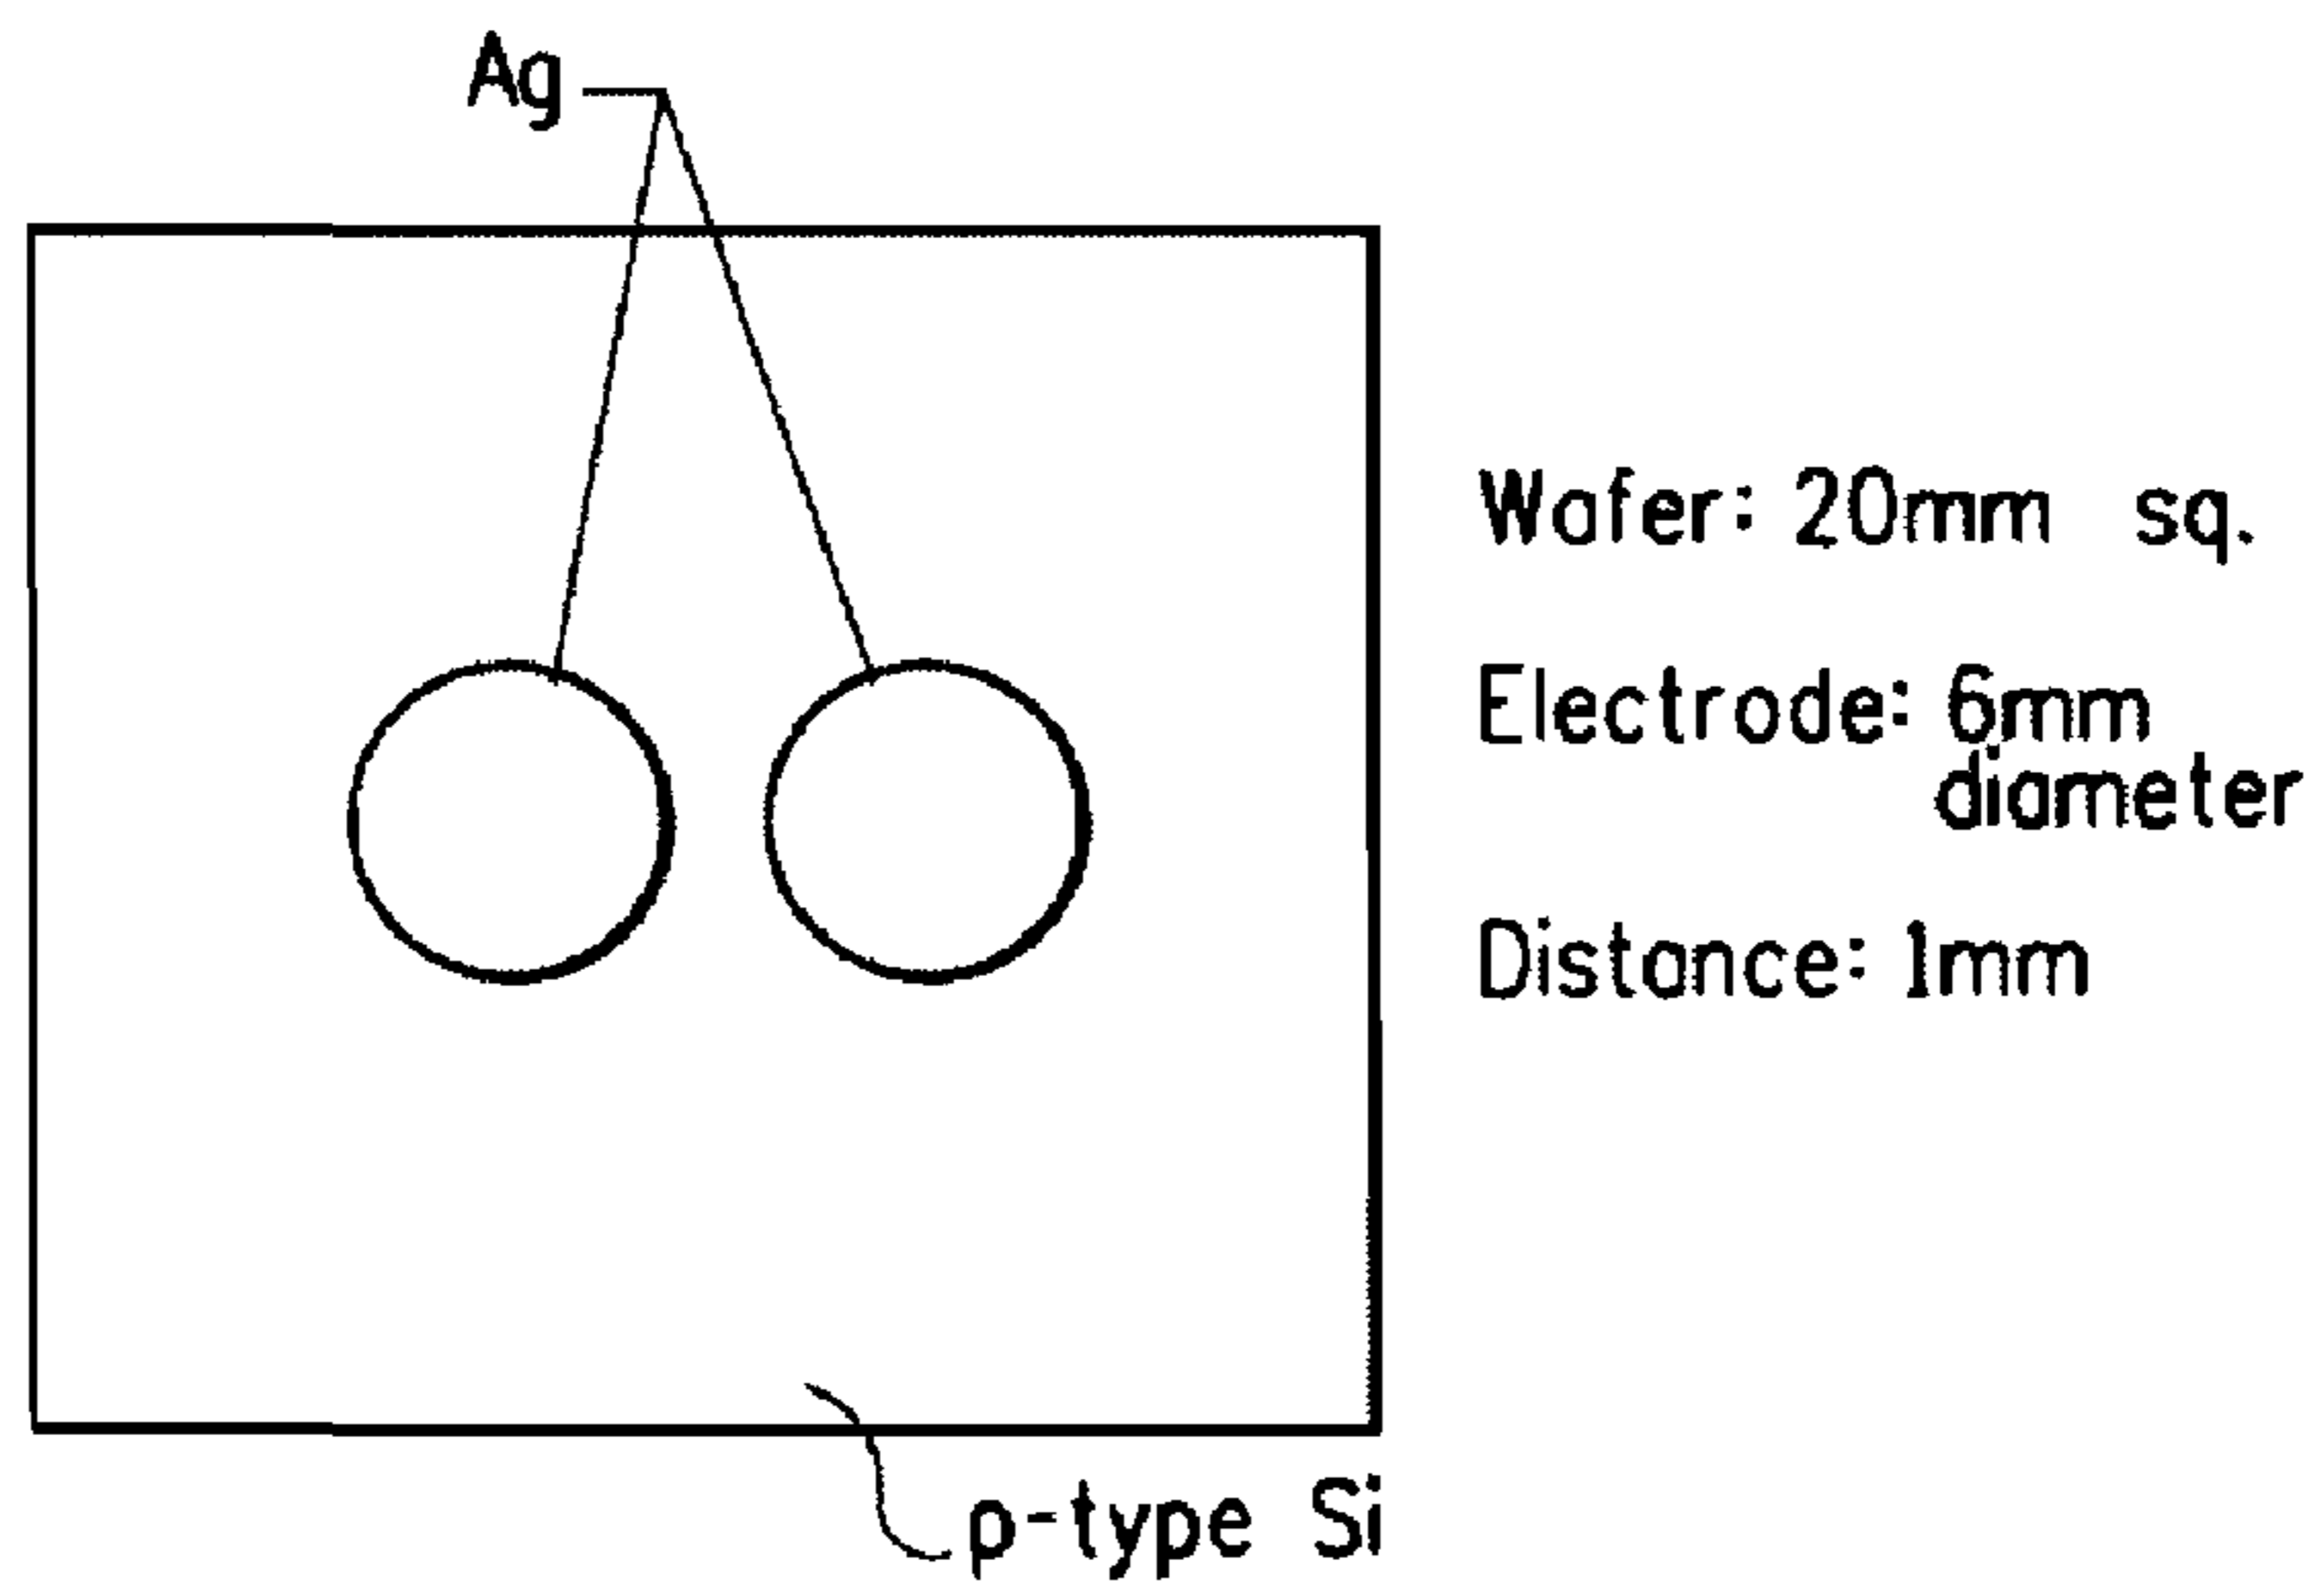 Ag
Wafer: 20mm sq.
Electrode: 6mm
diameter
Distance: 1mm
p-type Si